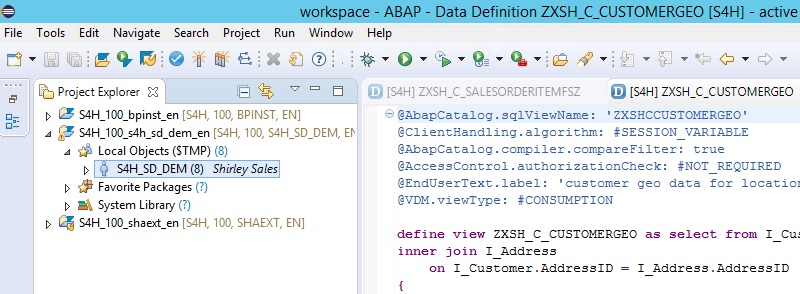 workspace - ABAP - Data Definition ZXSH_C_CUSTOMERGEO [S4H] - active
File Tools Edit Navigate Search Project Run Window Help
Project Explorer
S4H_100_bpinst_en [S4H, 100, BPINST, EN]
S4H_100_s4h_sd_dem_en [S4H, 100, S4H_SD_DEM, EN
Local Objects ($TMP) (8)
S4H_SD_DEM (8) Shirley Sales
Favorite Packages (?)
System Library (?)
S4H_100_shaext_en [S4H, 100, SHAEXT, EN]
[S4H] ZXSH_C_SALESORDERITEMFSZ
[S4H] ZXSH_C_CUSTOMERGEO
@AbapCatalog.sqlViewName: 'ZXSHCCUSTOMERGEO'
@ClientHandling.algorithm: #SESSION_VARIABLE
@AbapCatalog.compiler.compareFilter: true
@AccessControl.authorizationCheck: #NOT_REQUIRED
@EndUserText.label: 'customer geo data for location
@VDM.viewType: #CONSUMPTION
define view ZXSH_C_CUSTOMERGEO as select from I_Cus
inner join I_Address
on I_Customer.AddressID = I_Address.AddressID
{